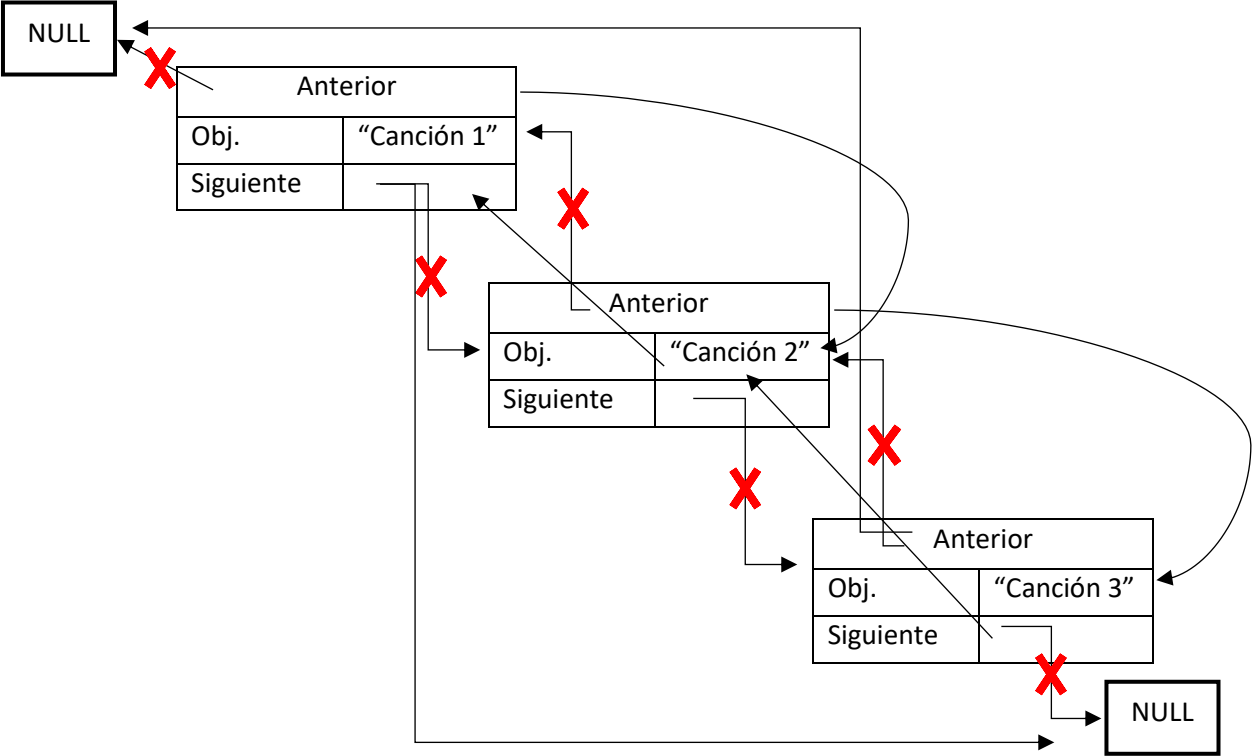 NULL
Anterior
Obj. “Canción 1”
Siguiente
Anterior
Obj. “Canción 2”
Siguiente
Anterior
Obj. “Canción 3”
Siguiente
NULL